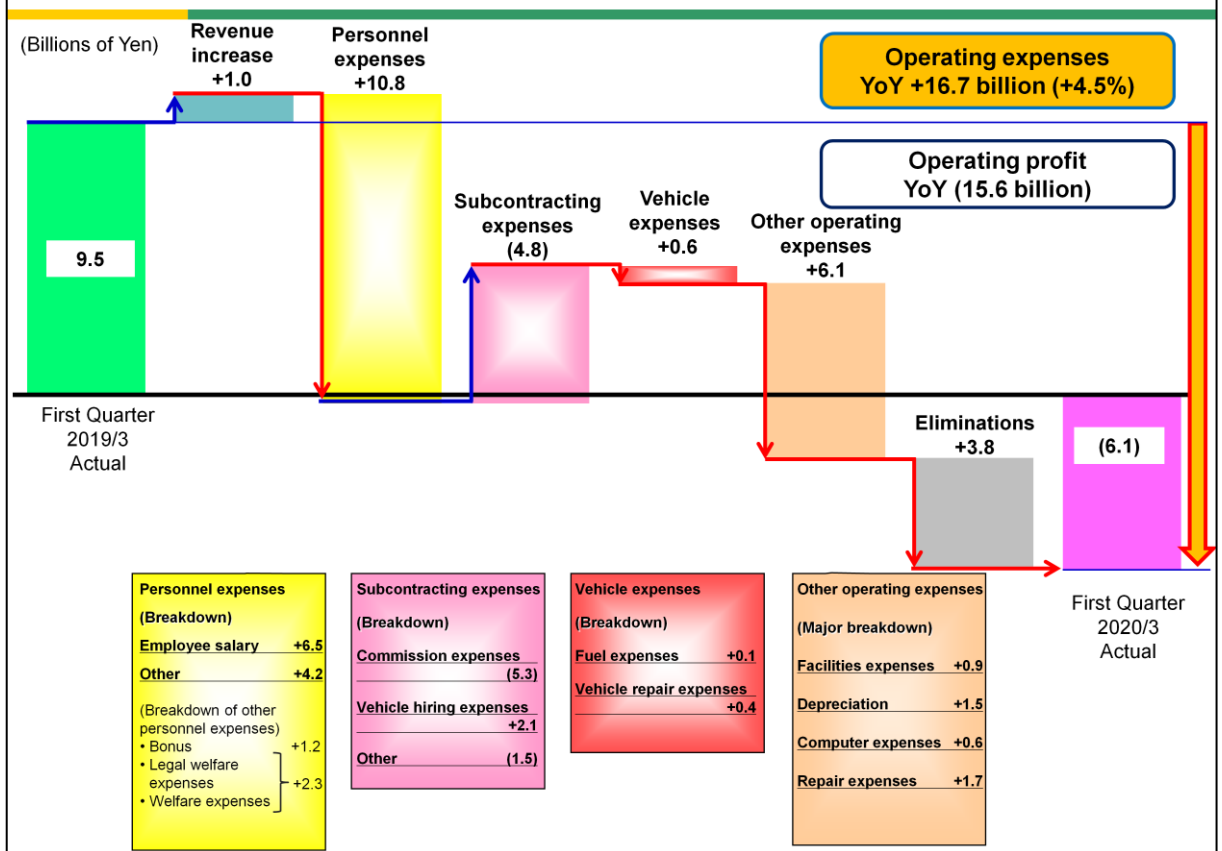 (Billions of Yen)
Revenue
increase
+1.0
Personnel
expenses
+10.8
Operating expenses
YoY +16.7 billion (+4.5%)
Operating profit
YoY (15.6 billion)
Subcontracting
expenses
(4.8)
Vehicle
expenses
+0.6
Other operating
expenses
+6.1
9.5
First Quarter
2019/3
Actual
Eliminations
+3.8
(6.1)
First Quarter
2020/3
Actual
Personnel expenses
(Breakdown)
Employee salary +6.5
Other +4.2
(Breakdown of other
personnel expenses)
• Bonus +1.2
• Legal welfare
expenses
+2.3
• Welfare expenses
Subcontracting expenses
(Breakdown)
Commission expenses
(5.3)
Vehicle hiring expenses
+2.1
Other (1.5)
Vehicle expenses
(Breakdown)
Fuel expenses +0.1
Vehicle repair expenses
+0.4
Other operating expenses
(Major breakdown)
Facilities expenses +0.9
Depreciation +1.5
Computer expenses +0.6
Repair expenses +1.7